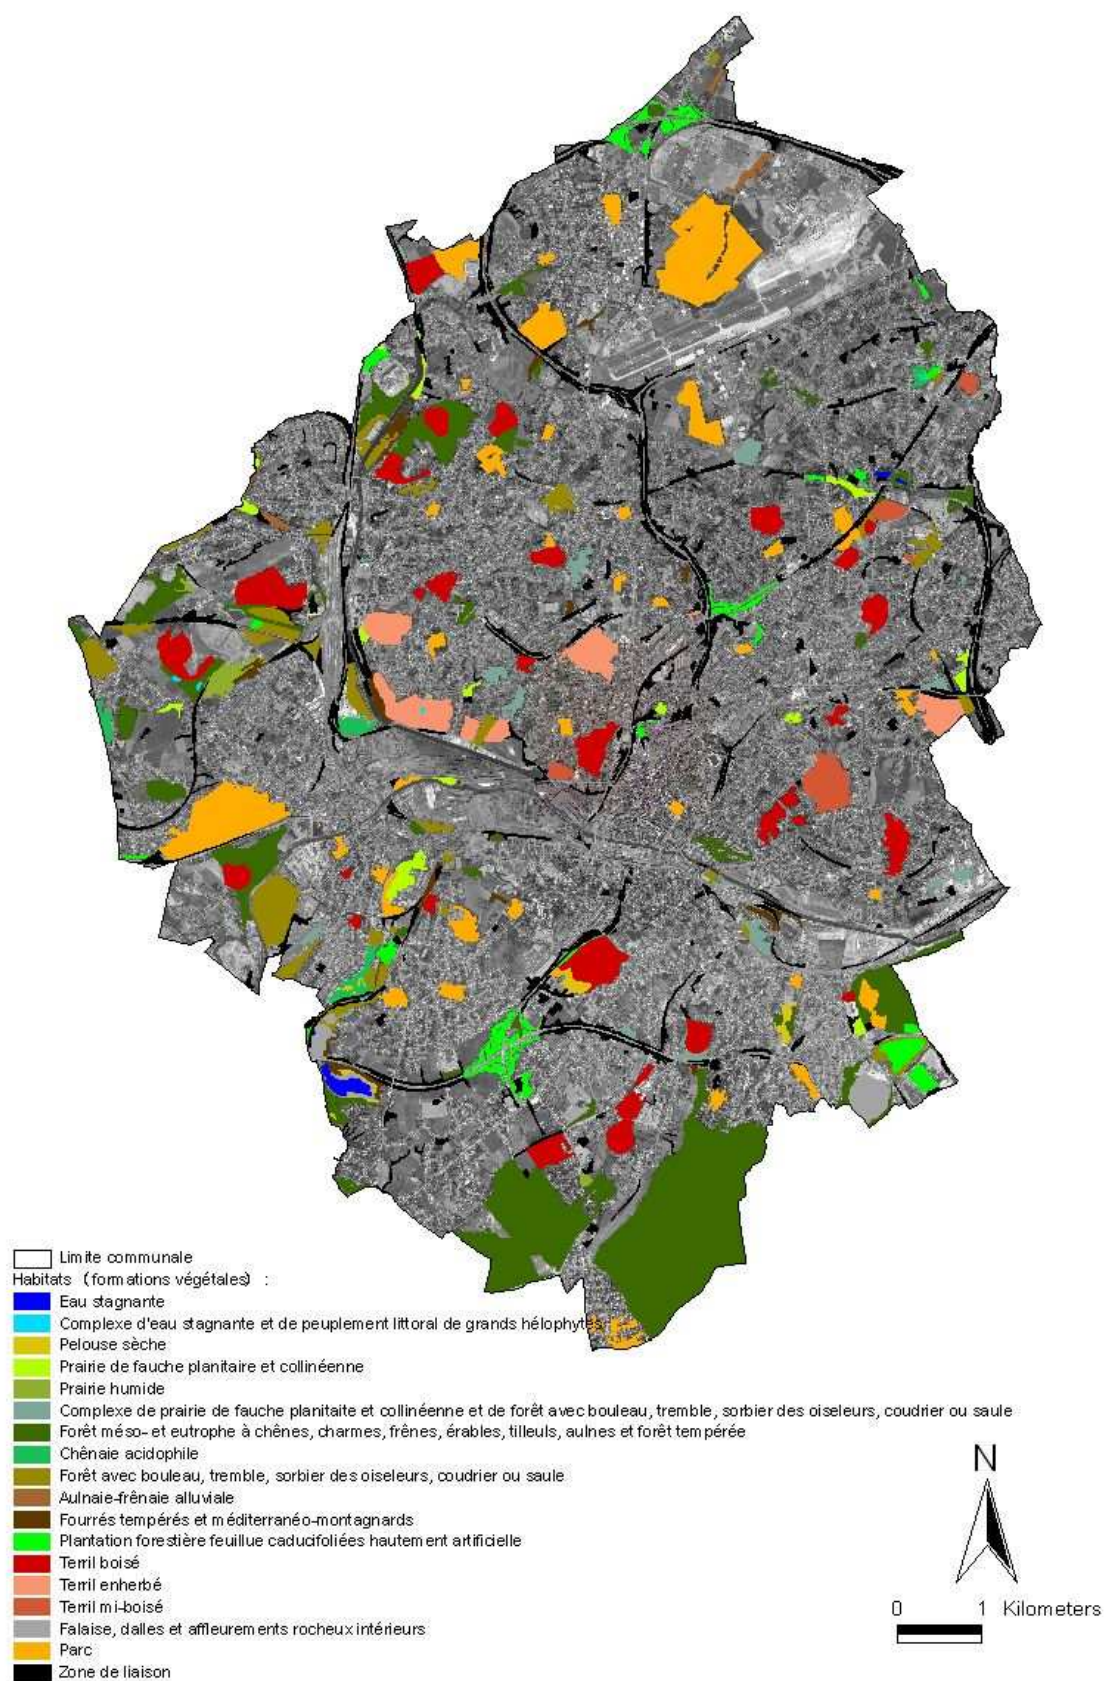 Limite communale
Habitats (formations végétales) :
Eau stagnante
Complexe d'eau stagnante et de peuplement littoral de grands hélophytes
Pelouse sèche
Prairie de fauche planitaire et collinéenne
Prairie humide
Complexe de prairie de fauche planitaite et collinéenne et de forêt avec bouleau, tremble, sorbier des oiseleurs, coudrier ou saule
Forêt méso- et eutrophe à chênes, charmes, frênes, érables, tilleuls, aulnes et forêt tempérée
Chênaie acidophile
Forêt avec bouleau, tremble, sorbier des oiseleurs, coudrier ou saule
Aulnaie-frênaie alluviale
Fourrés tempérés et méditerranéo-montagnards
Plantation forestière feuillue caducifoliées hautement artificielle
Terril boisé
Terril enherbé
Terril mi-boisé
Falaise, dalles et affleurements rocheux intérieurs
Parc
Zone de liaison
N
0 1 Kilometers